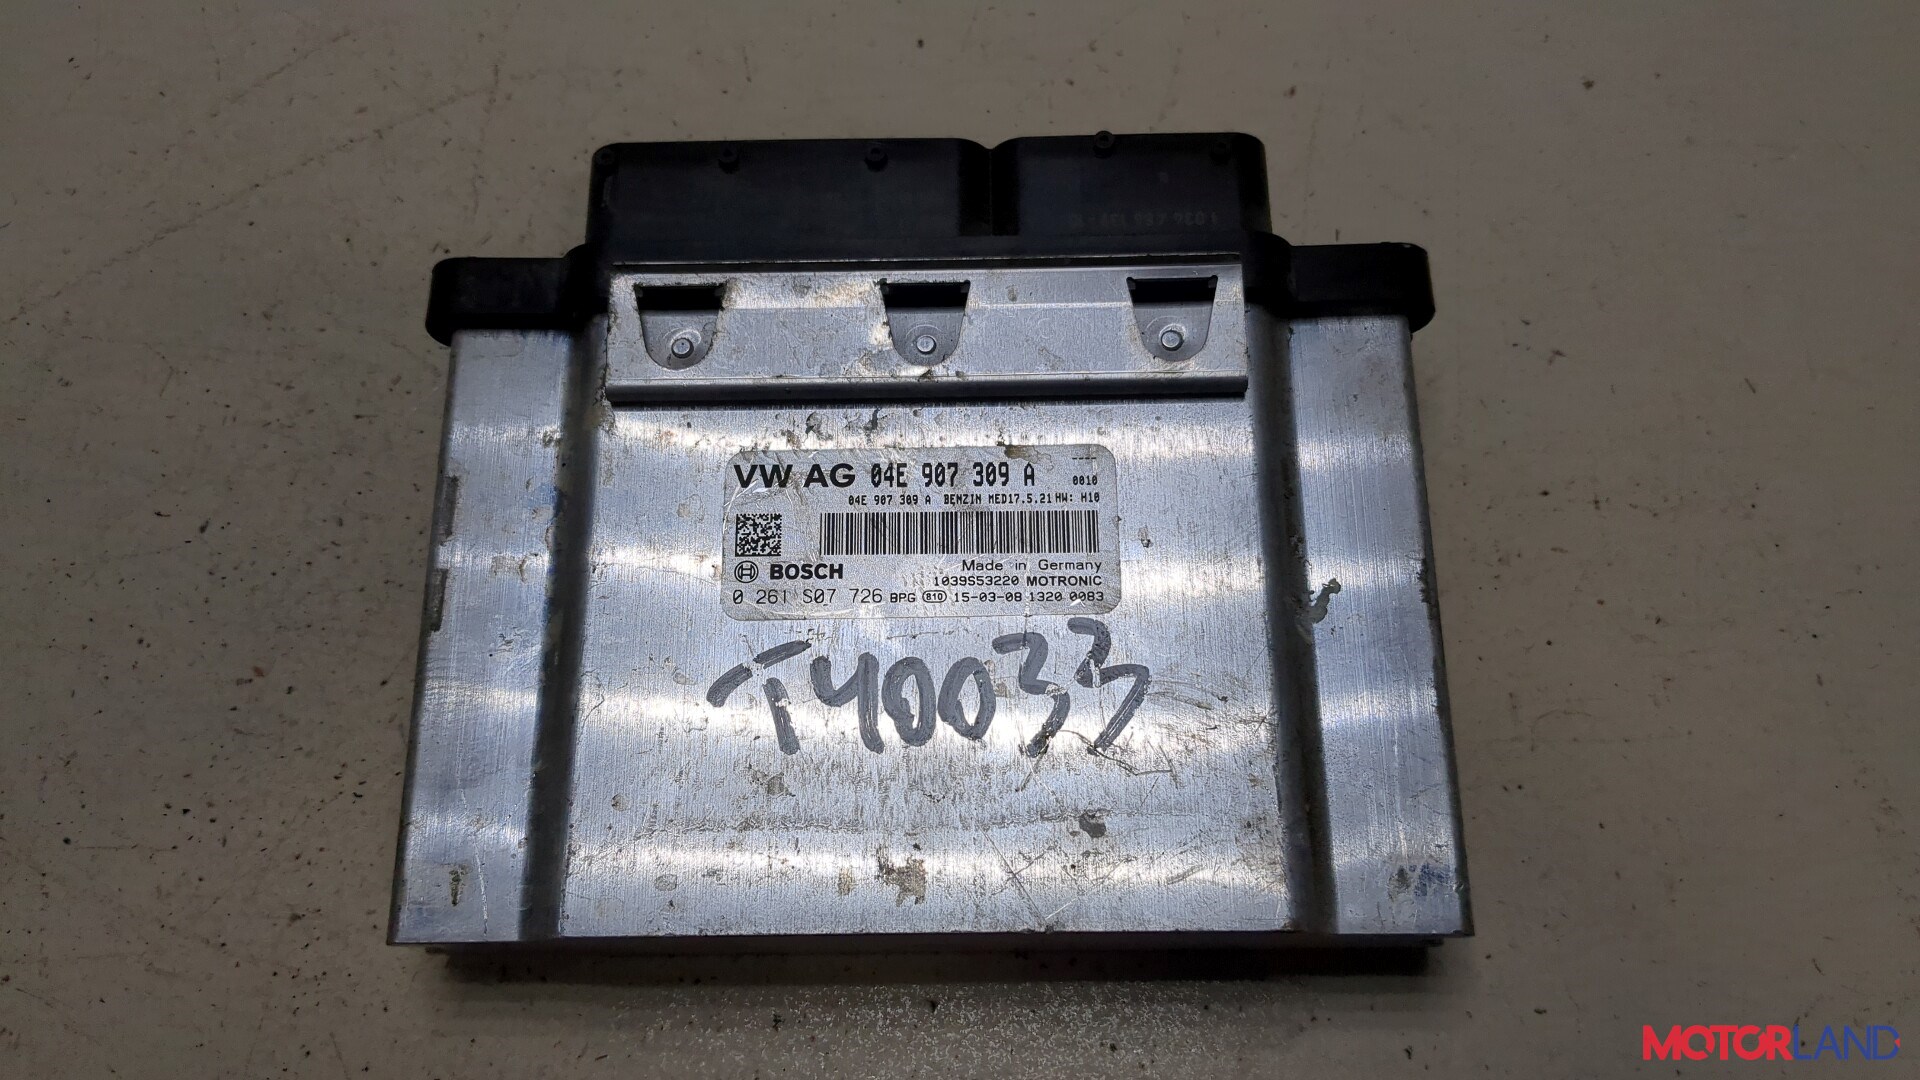 VW AG 04E 907 309 A ----
0010
04E 907 309 A BENZIN MED17.5.21 HW: H10
BOSCH
Made in Germany
1039S53220 MOTRONIC
0 261 S07 726 BPG 810 15-03-08 1320 0083
T40033
MOTORLAND